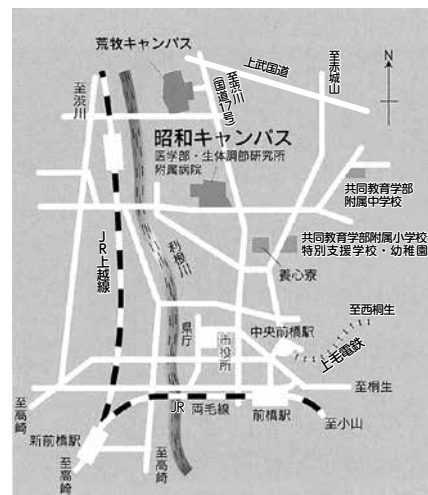 荒牧キャンパス
至渋川
至渋川
(国道17号)
上武国道
至赤城山
N
昭和キャンパス
医学部・生体調節研究所
附属病院
共同教育学部
附属中学校
共同教育学部附属小学校
特別支援学校・幼稚園
養心寮
JR上越線
利根川
県庁
市役所
中央前橋駅
至西桐生
上毛電鉄
至桐生
至高崎
JR 両毛線
前橋駅
至小山
新前橋駅
至高崎
至高崎